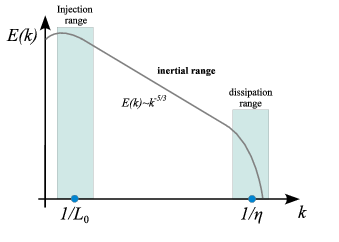 Injection
range
E(k)
inertial range
E(k)~k^-5/3
dissipation
range
1/L₀
1/η
k